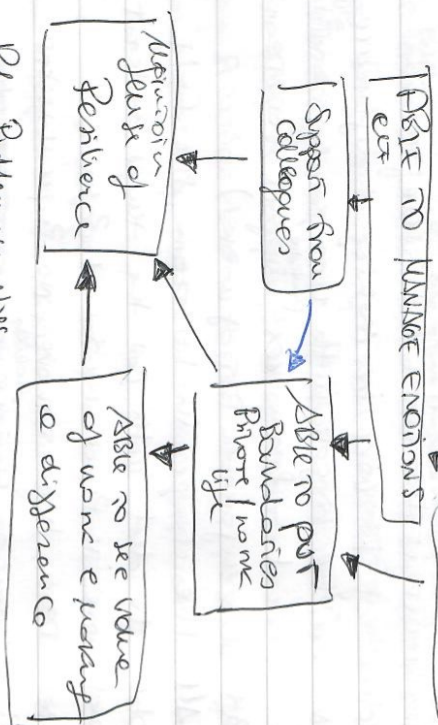 ABLE TO MANAGE EMOTIONS
Support from
Colleagues
ABLE TO put
Boundaries
Private / work
life
Maintain
sense of
Resilience
ABLE TO see value
of work & making
a difference